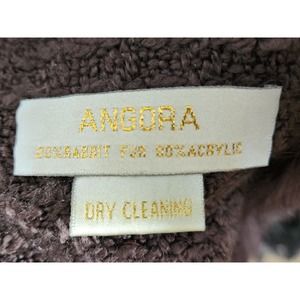 ANGORA
20%RABBIT FUR 80%ACRYLIC
DRY CLEANING